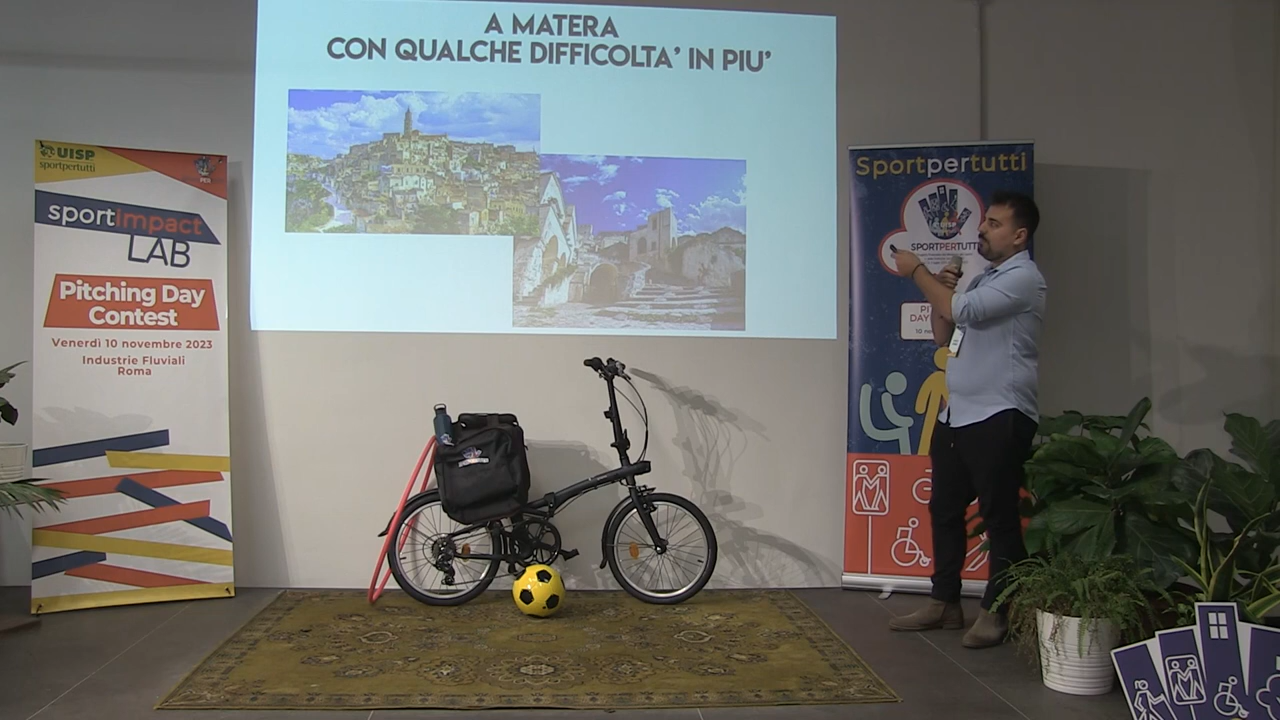 A MATERA
CON QUALCHE DIFFICOLTA' IN PIU'
UISP
sportpertutti
sportimpact
LAB
Pitching Day
Contest
Venerdì 10 novembre 2023
Industrie Fluviali
Roma
Sportpertutti
UISP
SPORTPERTUTTI